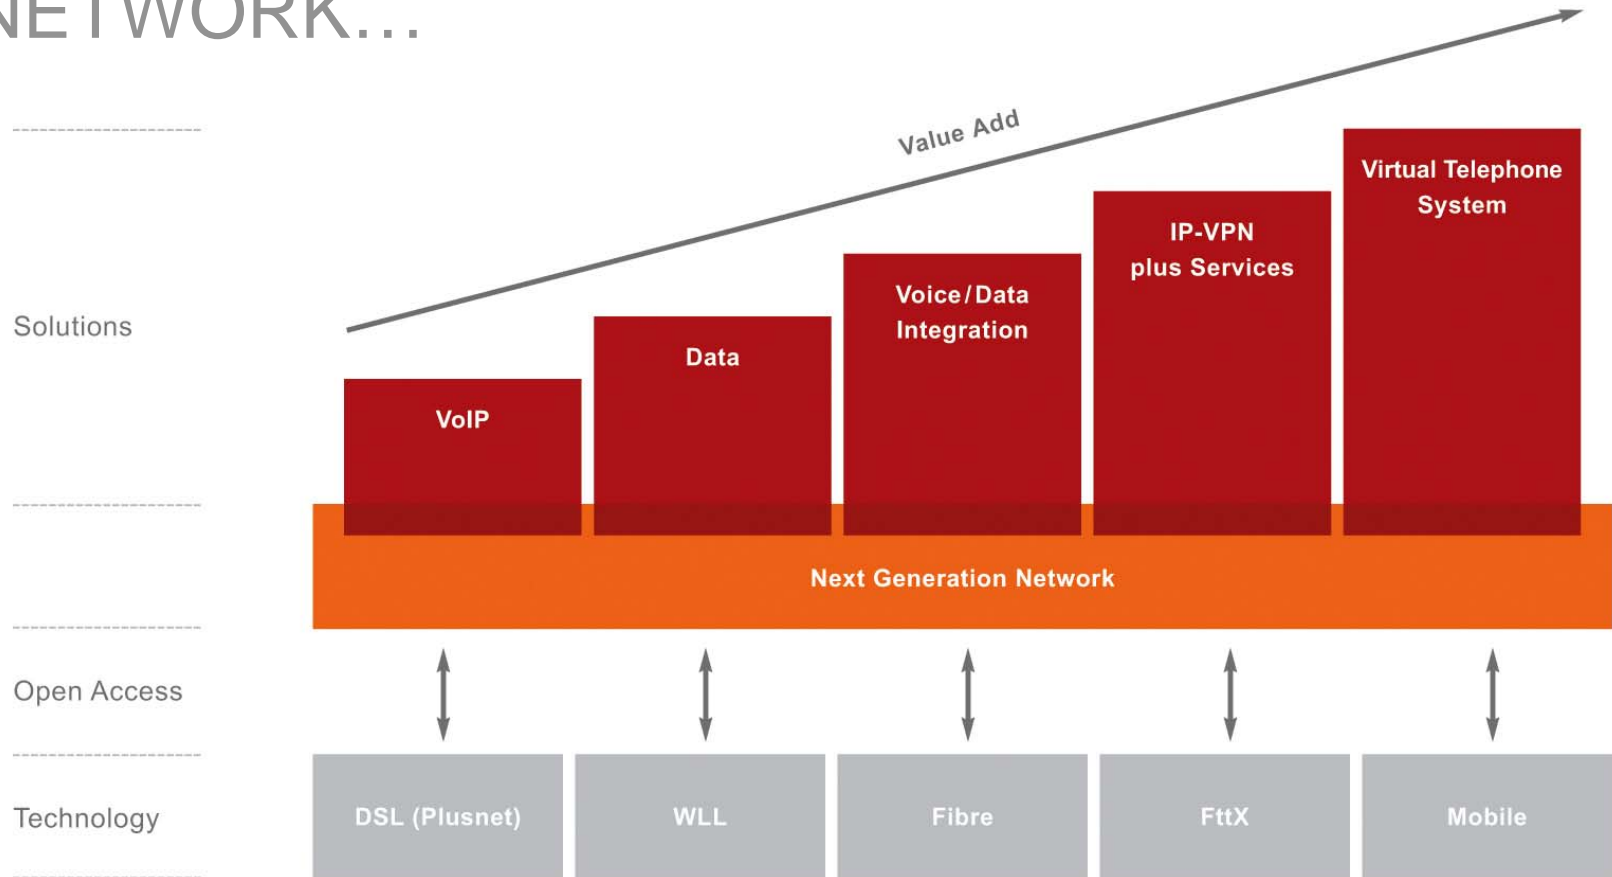 NETWORK...
Value Add
Virtual Telephone
System
IP-VPN
plus Services
Voice/Data
Integration
Solutions
Data
VoIP
Next Generation Network
Open Access
Technology
DSL (Plusnet)
WLL
Fibre
FttX
Mobile